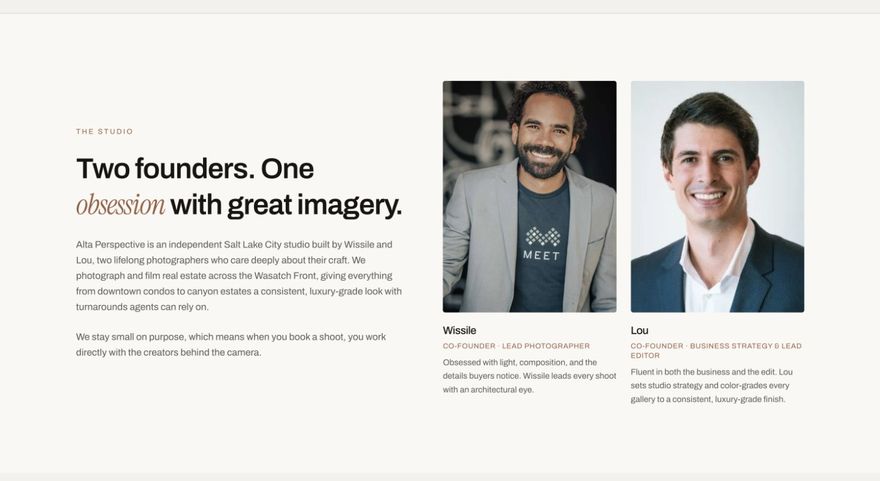 THE STUDIO
Two founders. One
obsession with great imagery.
Alta Perspective is an independent Salt Lake City studio built by Wissile and
Lou, two lifelong photographers who care deeply about their craft. We
photograph and film real estate across the Wasatch Front, giving everything
from downtown condos to canyon estates a consistent, luxury-grade look with
turnarounds agents can rely on.
We stay small on purpose, which means when you book a shoot, you work
directly with the creators behind the camera.
MEET
Wissile
CO-FOUNDER · LEAD PHOTOGRAPHER
Obsessed with light, composition, and the
details buyers notice. Wissile leads every shoot
with an architectural eye.
Lou
CO-FOUNDER · BUSINESS STRATEGY & LEAD
EDITOR
Fluent in both the business and the edit. Lou
sets studio strategy and color-grades every
gallery to a consistent, luxury-grade finish.